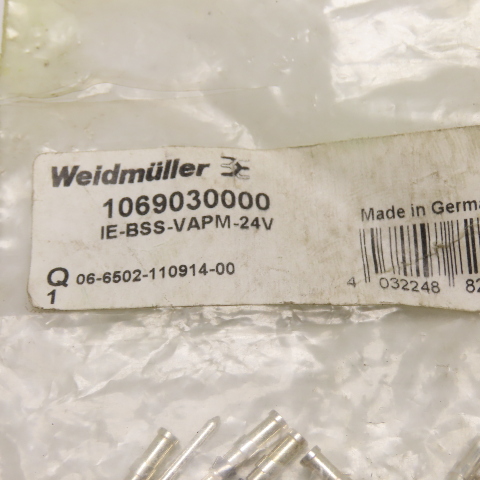 Weidmüller
1069030000
IE-BSS-VAPM-24V
Made in Germa
Q 06-6502-110914-00
1
4 032248 82